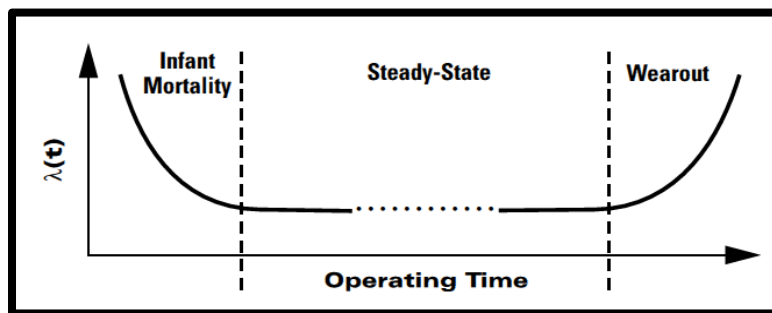 Infant
Mortality
Steady-State
Wearout
λ(t)
Operating Time